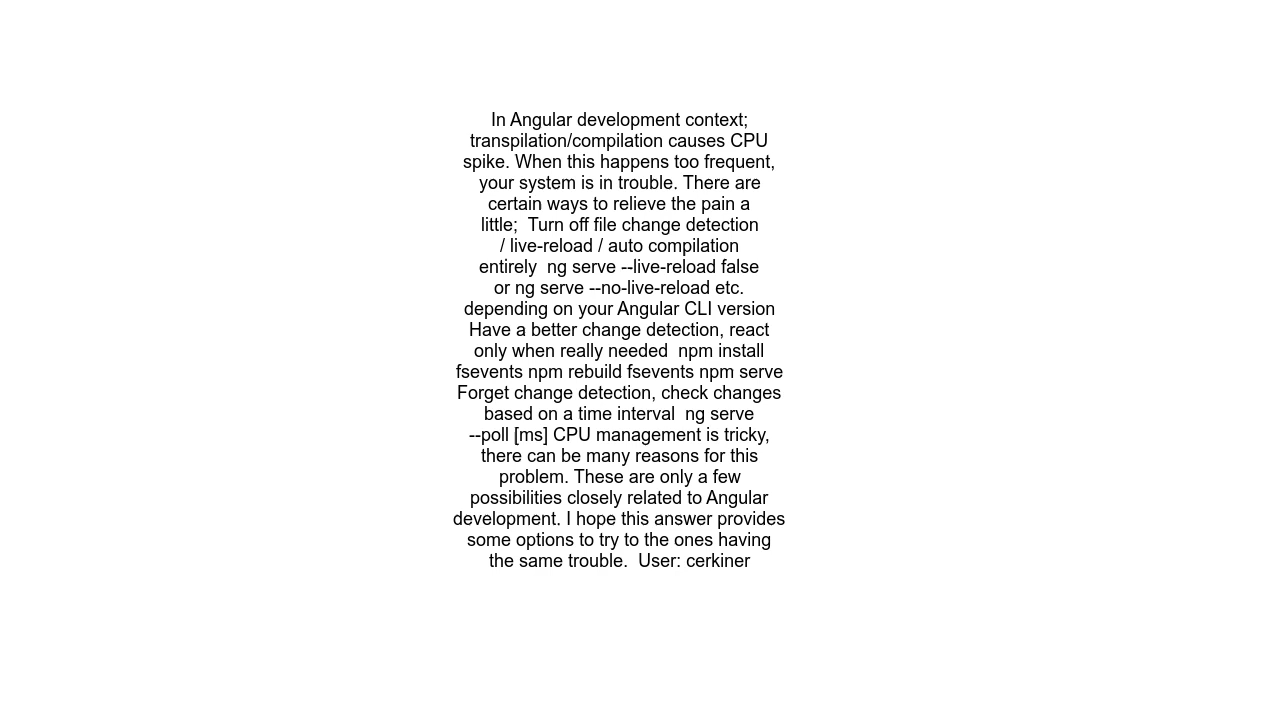 In Angular development context;
transpilation/compilation causes CPU
spike. When this happens too frequent,
your system is in trouble. There are
certain ways to relieve the pain a
little;  Turn off file change detection
/ live-reload / auto compilation
entirely  ng serve --live-reload false
or ng serve --no-live-reload etc.
depending on your Angular CLI version
Have a better change detection, react
only when really needed  npm install
fsevents npm rebuild fsevents npm serve
Forget change detection, check changes
based on a time interval  ng serve
--poll [ms] CPU management is tricky,
there can be many reasons for this
problem. These are only a few
possibilities closely related to Angular
development. I hope this answer provides
some options to try to the ones having
the same trouble.  User: cerkiner